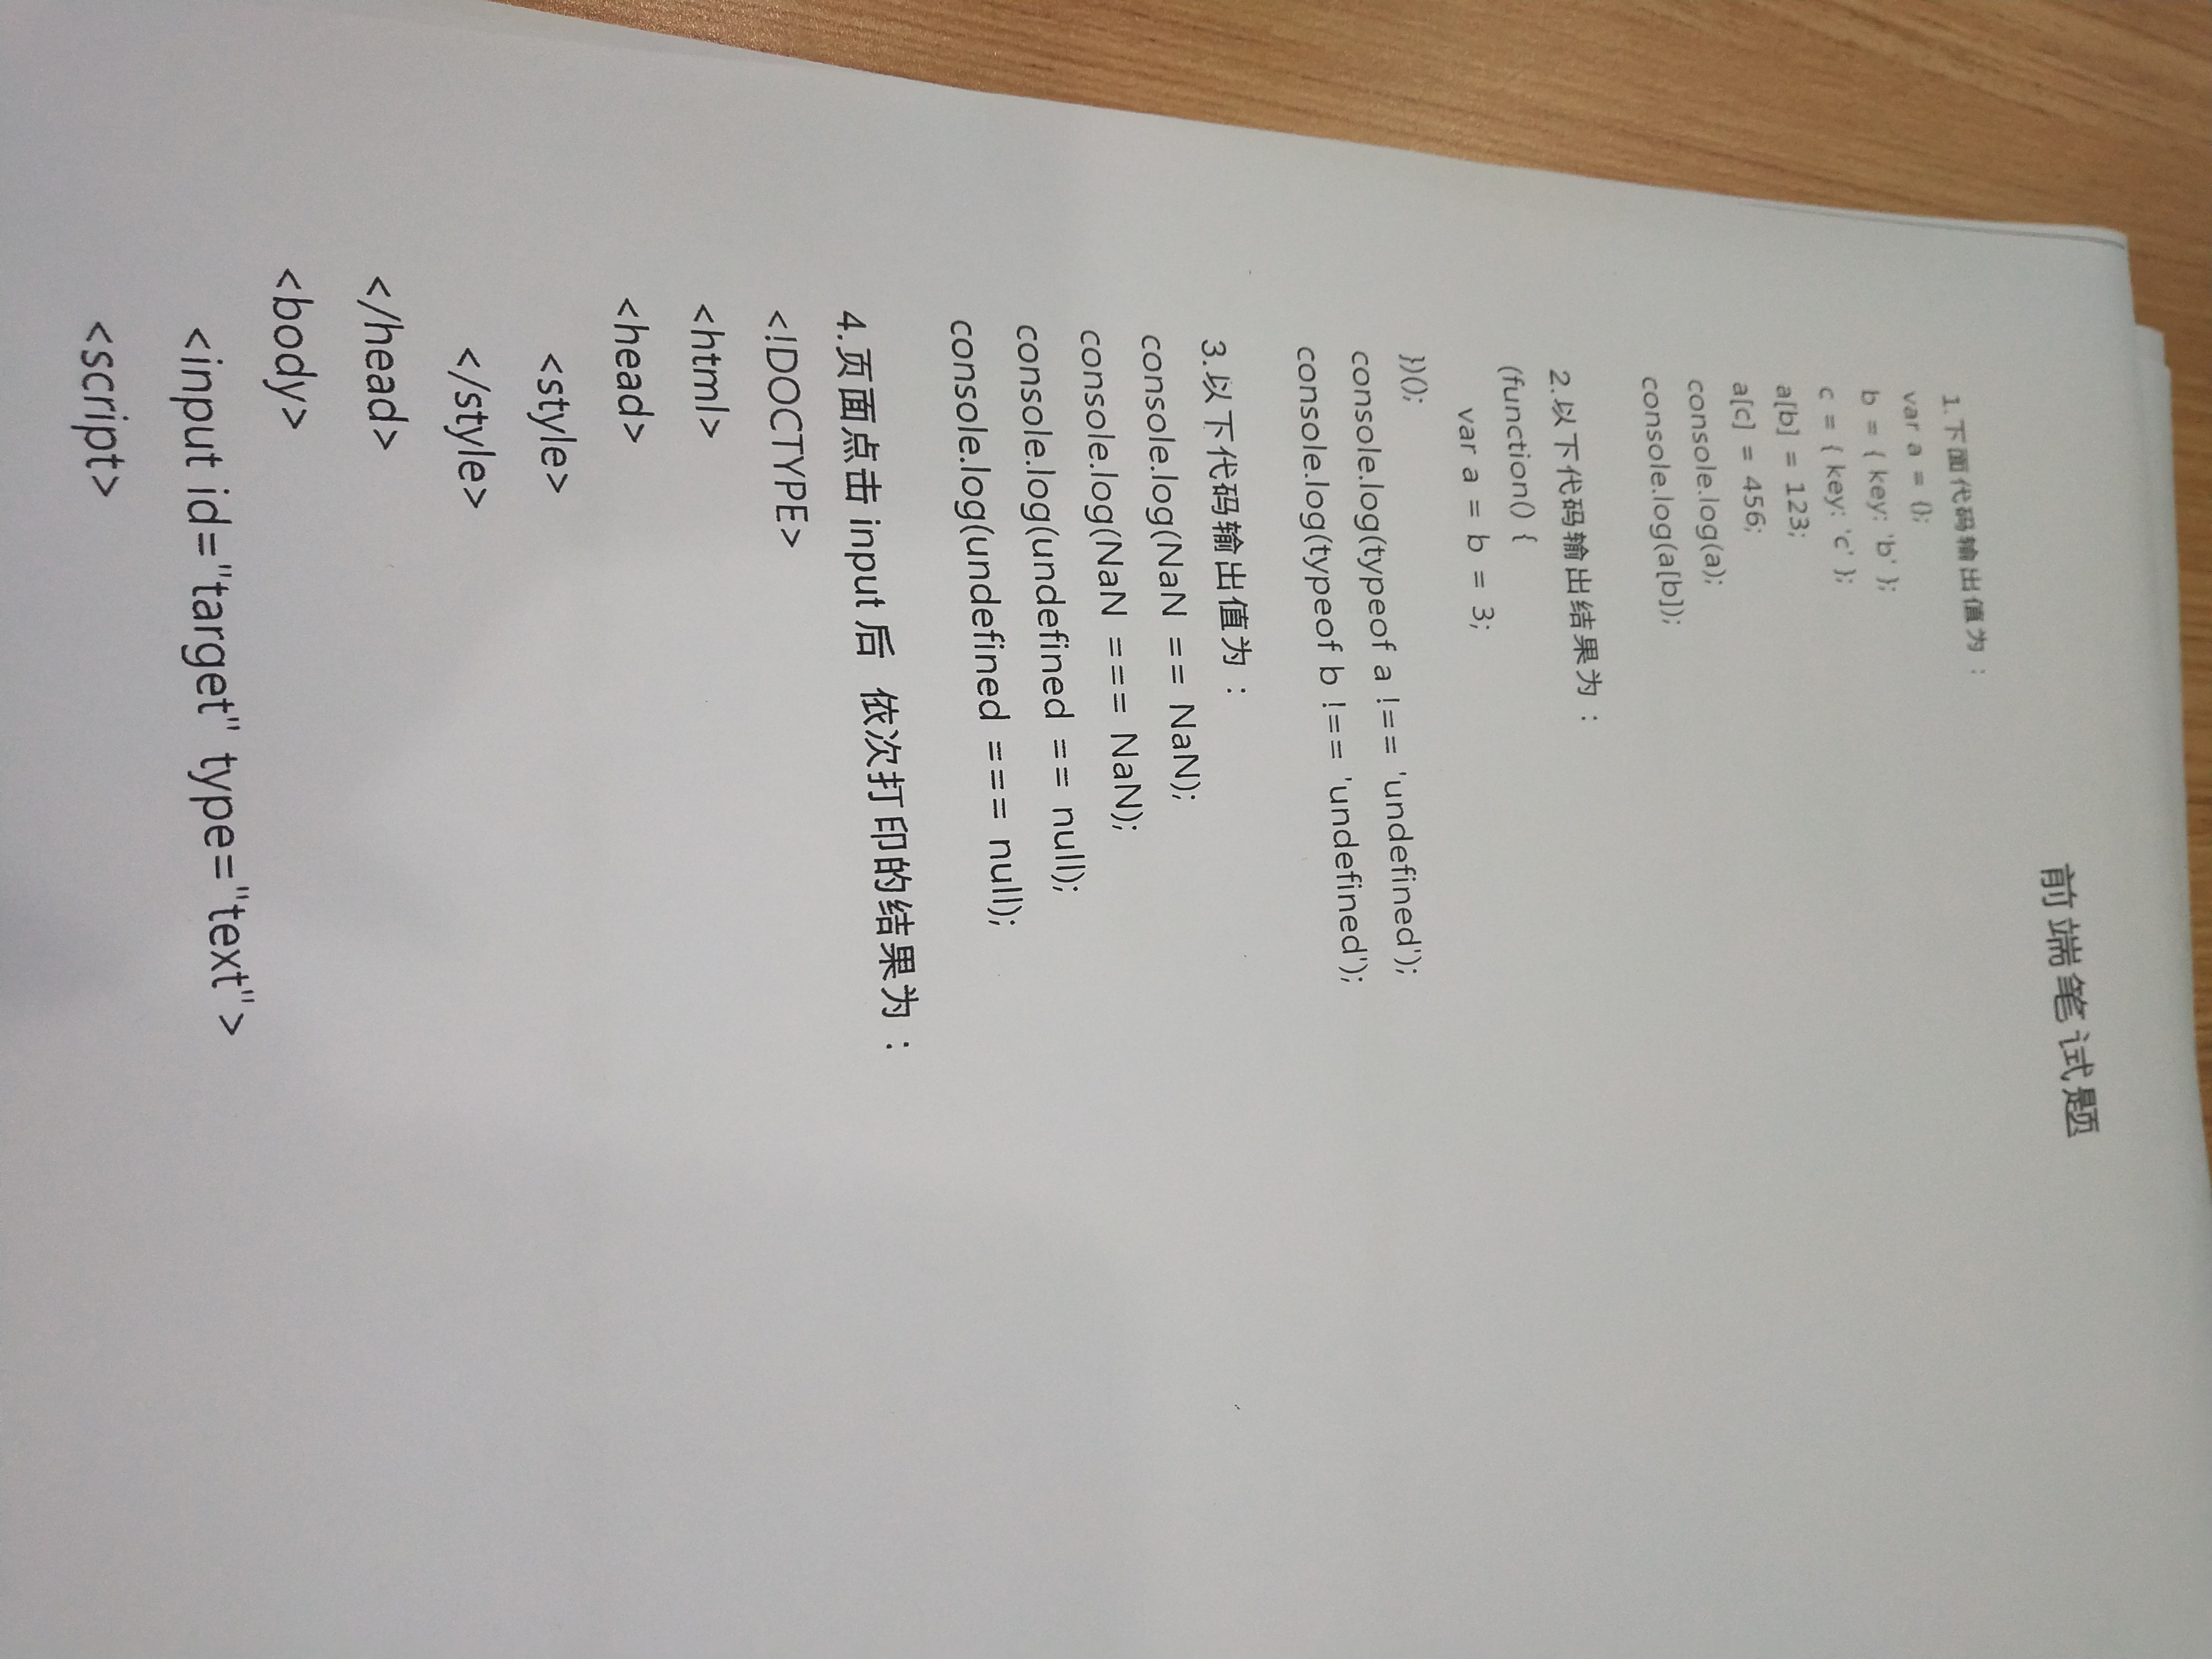 前端笔试题
1.下面代码输出值为：
var a = {};
b = { key: 'b' };
c = { key: 'c' };
a[b] = 123;
a[c] = 456;
console.log(a);
console.log(a[b]);
2.以下代码输出结果为：
(function() {
var a = b = 3;
})();
console.log(typeof a !== 'undefined');
console.log(typeof b !== 'undefined');
3.以下代码输出值为：
console.log(NaN == NaN);
console.log(NaN === NaN);
console.log(undefined == null);
console.log(undefined === null);
4.页面点击 input 后 依次打印的结果为：
<!DOCTYPE>
<html>
<head>
<style>
</style>
</head>
<body>
<input id="target" type="text">
<script>